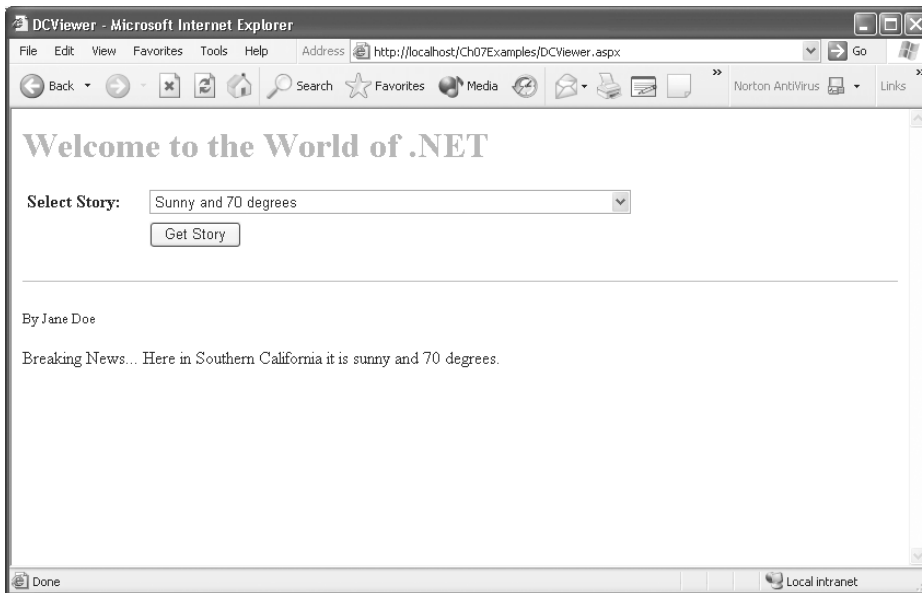 DCViewer - Microsoft Internet Explorer
File Edit View Favorites Tools Help Address http://localhost/Ch07Examples/DCViewer.aspx Go
Back Search Favorites Media » Norton AntiVirus Links »
Welcome to the World of .NET
Select Story: Sunny and 70 degrees
Get Story
By Jane Doe
Breaking News... Here in Southern California it is sunny and 70 degrees.
Done Local intranet